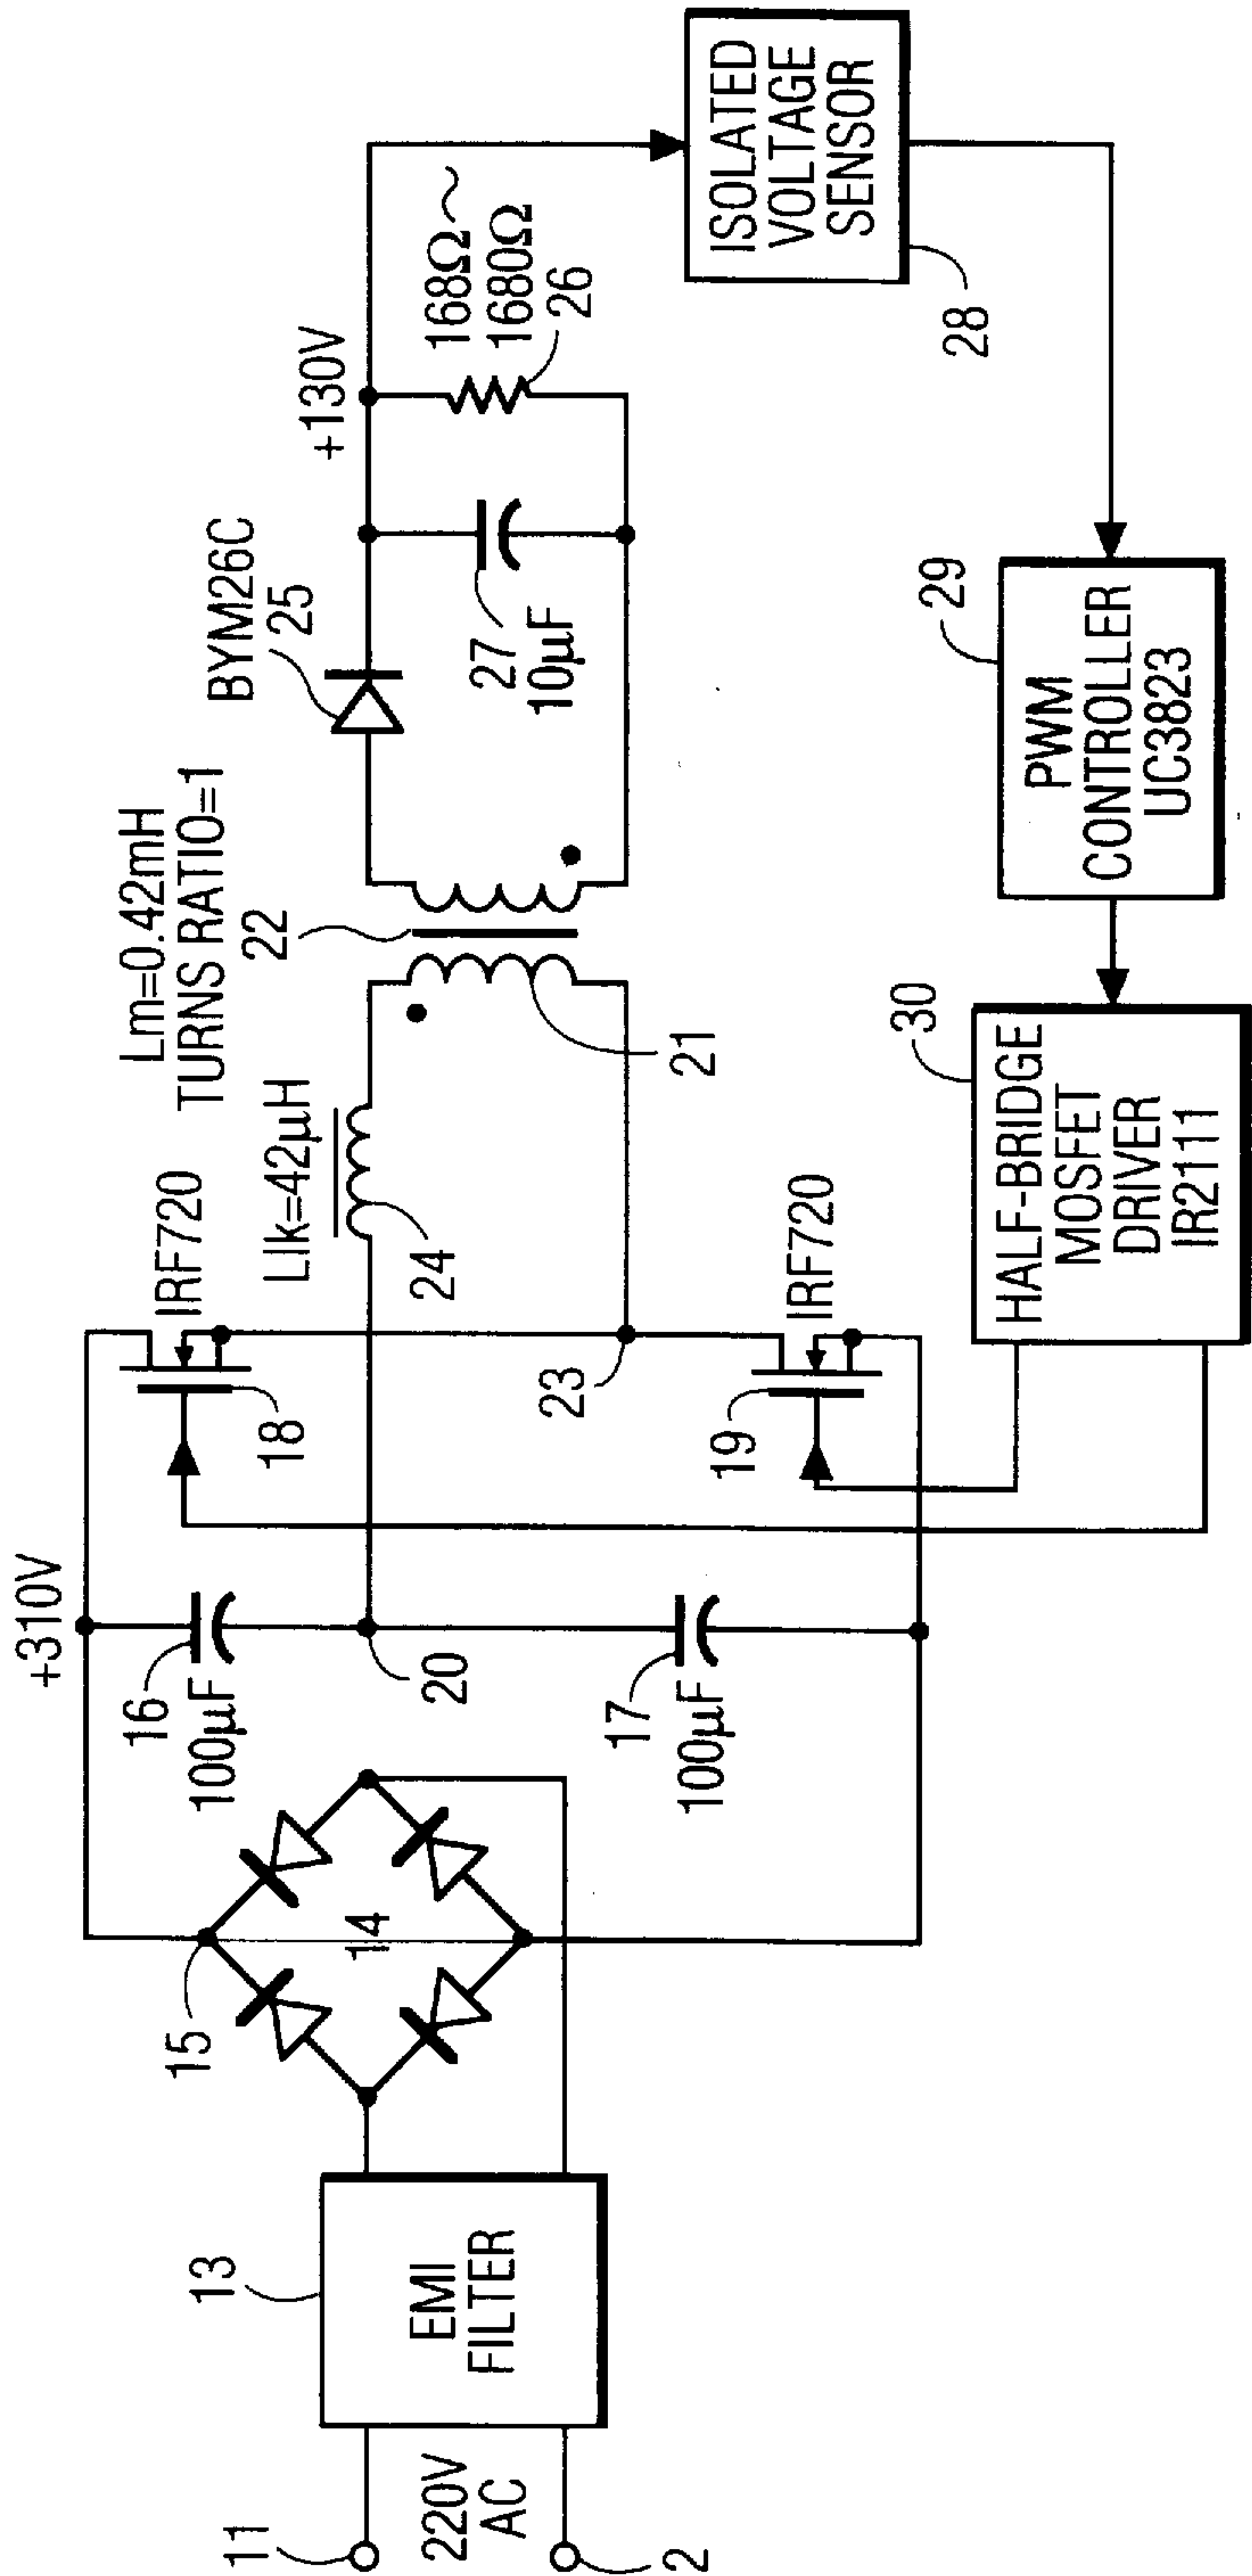 11
220V
AC
2
13
EMI
FILTER
15
14
+310V
16
100μF
20
17
100μF
18
IRF720
19
IRF720
23
Llk=42μH
24
Lm=0.42mH
TURNS RATIO=1
22
21
BYM26C
25
+130V
27
10μF
168Ω~
1680Ω
26
ISOLATED
VOLTAGE
SENSOR
28
29
PWM
CONTROLLER
UC3823
30
HALF-BRIDGE
MOSFET
DRIVER
IR2111